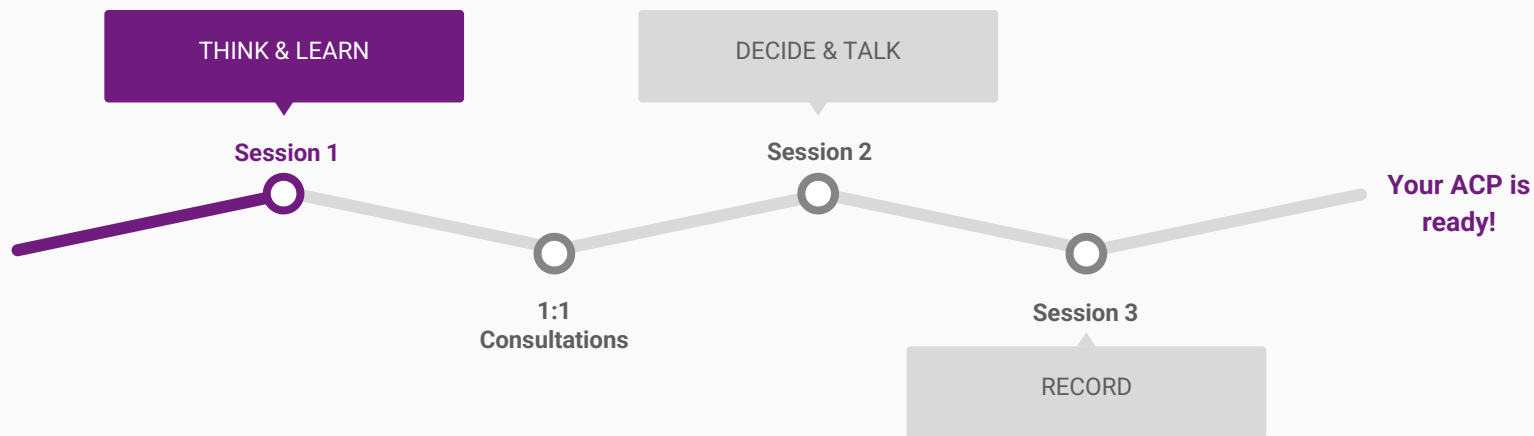 THINK & LEARN
Session 1
1:1
Consultations
DECIDE & TALK
Session 2
Session 3
RECORD
Your ACP is
ready!